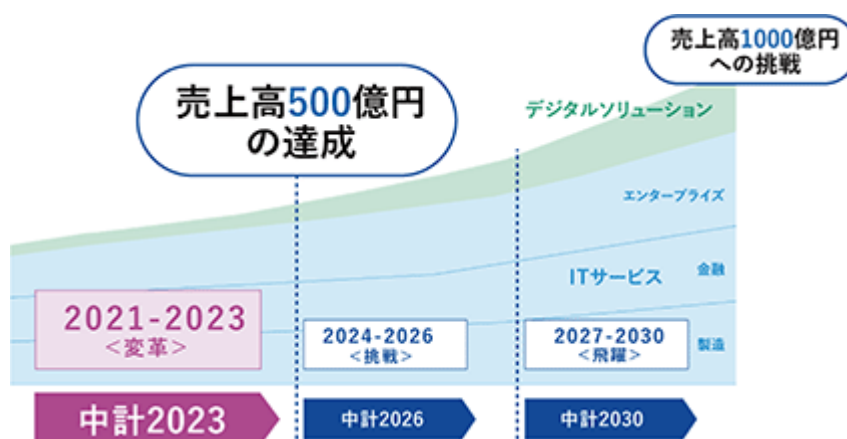 売上高1000億円
への挑戦
売上高500億円
の達成
デジタルソリューション
エンタープライズ
ITサービス
金融
製造
2021-2023
<変革>
2024-2026
<挑戦>
2027-2030
<飛躍>
中計2023
中計2026
中計2030